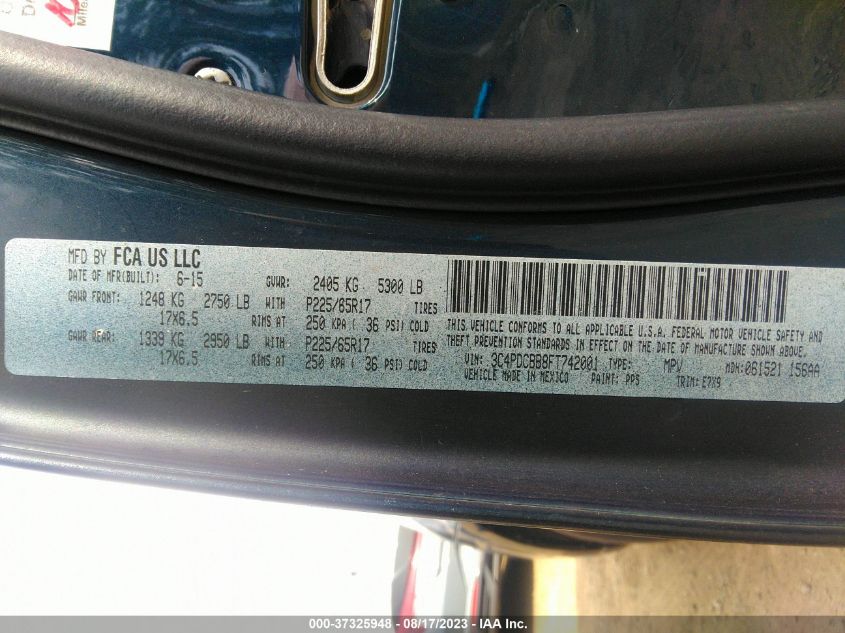 MFD BY FCA US LLC
DATE OF MFR(BUILT): 6-15 GVWR: 2405 KG 5300 LB
GAWR FRONT: 1248 KG 2750 LB WITH P225/65R17 TIRES
17X6.5 RIMS AT 250 KPA ( 36 PSI) COLD
GAWR REAR: 1339 KG 2950 LB WITH P225/65R17 TIRES
17X6.5 RIMS AT 250 KPA ( 36 PSI) COLD
THIS VEHICLE CONFORMS TO ALL APPLICABLE U.S.A. FEDERAL MOTOR VEHICLE SAFETY AND
THEFT PREVENTION STANDARDS IN EFFECT ON THE DATE OF MANUFACTURE SHOWN ABOVE.
VIN: 3C4PDCBB8FT742001 TYPE: MPV MDH: 061521 156AA
VEHICLE MADE IN MEXICO PAINT: PPS TRIM: E7X9
000-37325948 - 08/17/2023 - IAA Inc.